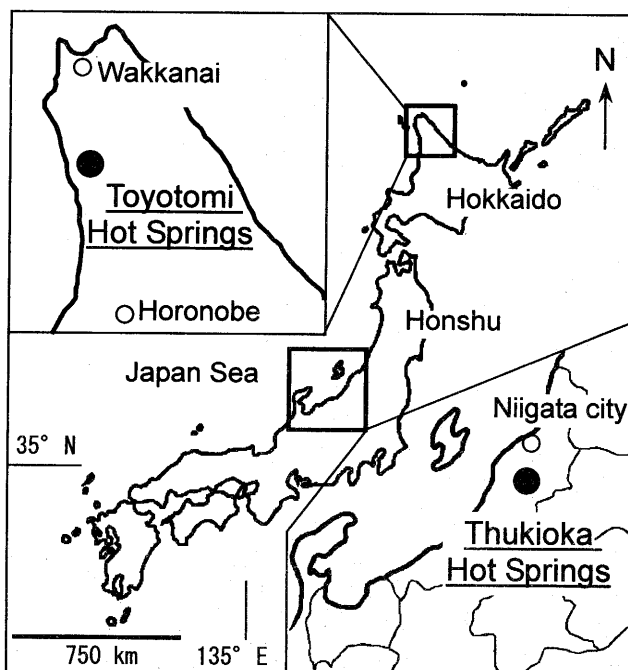 Wakkanai
Toyotomi
Hot Springs
Horonobe
N
Hokkaido
Honshu
Japan Sea
Niigata city
35° N
Thukioka
Hot Springs
750 km
135° E